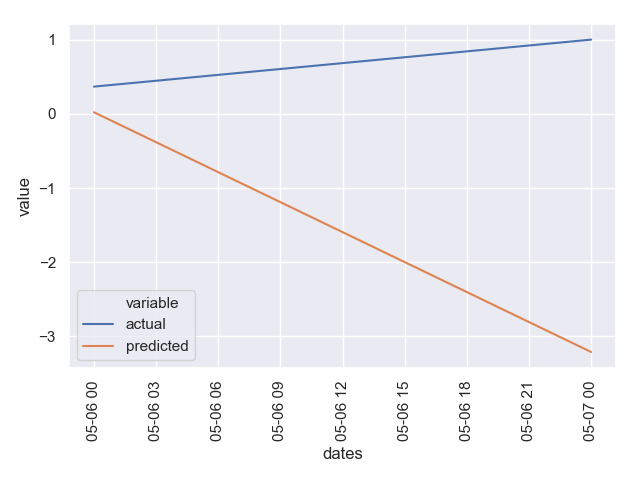 1
0
−1
−2
−3
value
variable
actual
predicted
05-06 00
05-06 03
05-06 06
05-06 09
05-06 12
05-06 15
05-06 18
05-06 21
05-07 00
dates